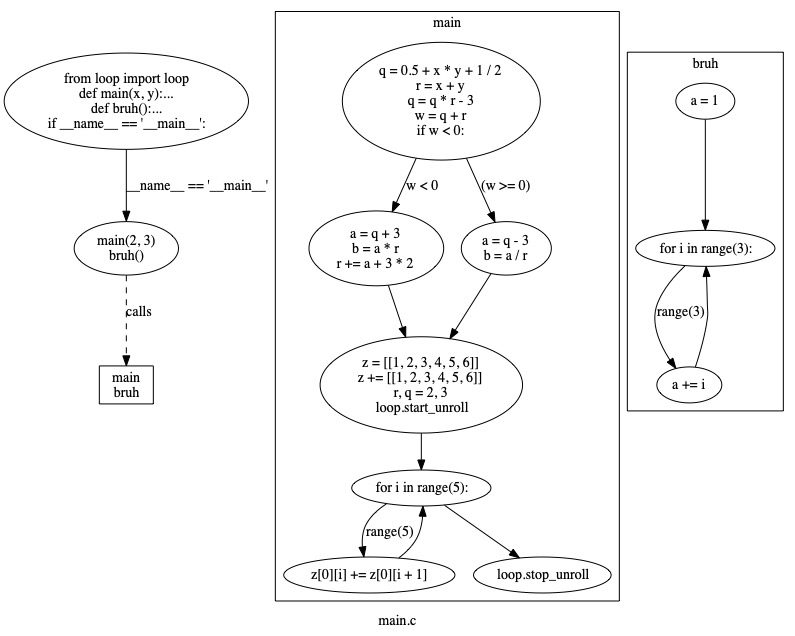 from loop import loop
def main(x, y):...
def bruh():...
if __name__ == '__main__':
__name__ == '__main__'
main(2, 3)
bruh()
calls
main
bruh
main
q = 0.5 + x * y + 1 / 2
r = x + y
q = q * r - 3
w = q + r
if w < 0:
w < 0
(w >= 0)
a = q + 3
b = a * r
r += a + 3 * 2
a = q - 3
b = a / r
z = [[1, 2, 3, 4, 5, 6]]
z += [[1, 2, 3, 4, 5, 6]]
r, q = 2, 3
loop.start_unroll
for i in range(5):
range(5)
z[0][i] += z[0][i + 1]
loop.stop_unroll
bruh
a = 1
for i in range(3):
range(3)
a += i
main.c